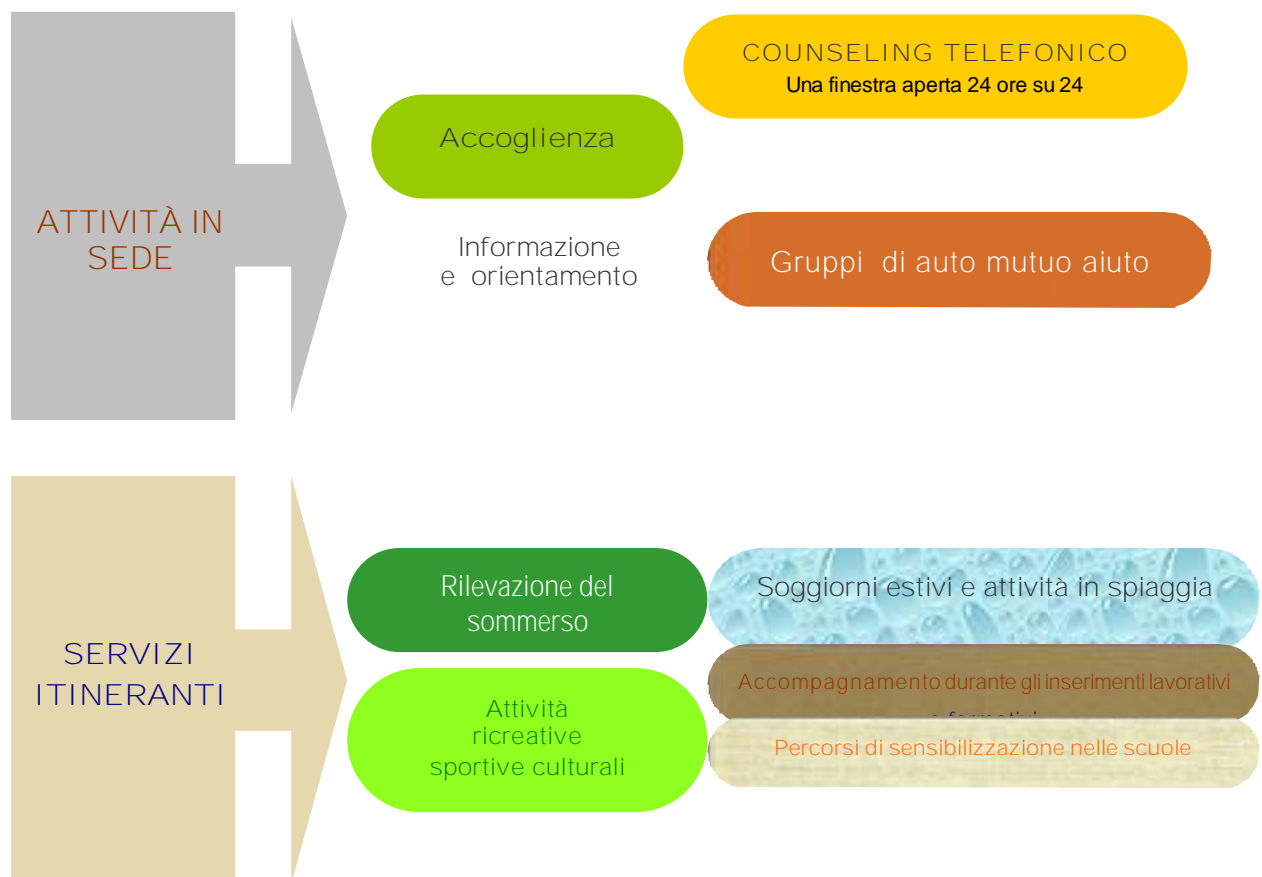 ATTIVITÀ IN
SEDE
Accoglienza
Informazione
e orientamento
COUNSELING TELEFONICO
Una finestra aperta 24 ore su 24
Gruppi di auto mutuo aiuto
SERVIZI
ITINERANTI
Rilevazione del
sommerso
Attività
ricreative
sportive culturali
Soggiorni estivi e attività in spiaggia
Accompagnamento durante gli inserimenti lavorativi
Percorsi di sensibilizzazione nelle scuole